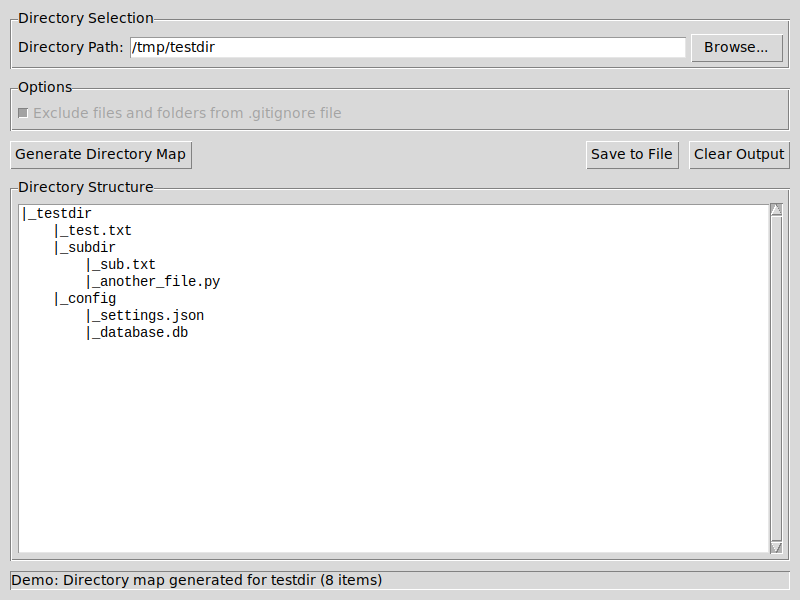 Directory Selection
Directory Path: /tmp/testdir Browse...
Options
Exclude files and folders from .gitignore file
Generate Directory Map Save to File Clear Output
Directory Structure
|_testdir
    |_test.txt
    |_subdir
        |_sub.txt
        |_another_file.py
    |_config
        |_settings.json
        |_database.db
Demo: Directory map generated for testdir (8 items)